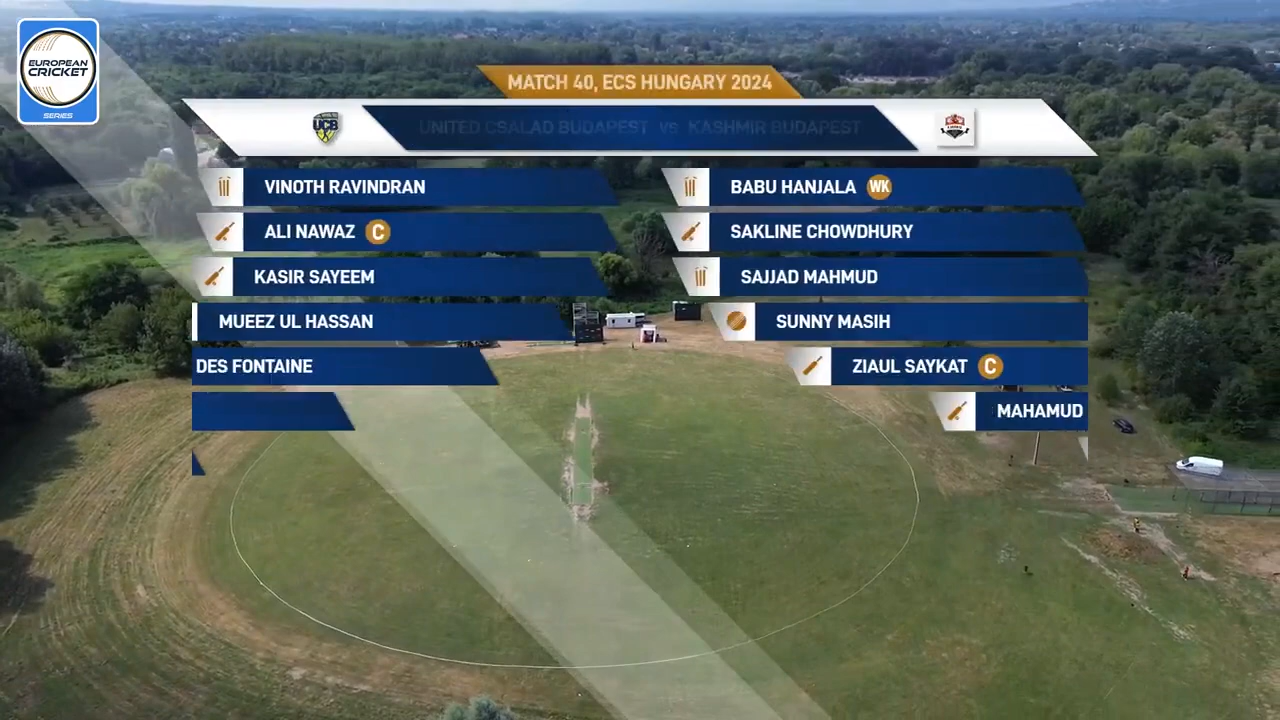 EUROPEAN
CRICKET
SERIES
MATCH 40, ECS HUNGARY 2024
UCB
UNITED CSALAD BUDAPEST vs KASHMIR BUDAPEST
VINOTH RAVINDRAN
ALI NAWAZ C
KASIR SAYEEM
MUEEZ UL HASSAN
DES FONTAINE
BABU HANJALA WK
SAKLINE CHOWDHURY
SAJJAD MAHMUD
SUNNY MASIH
ZIAUL SAYKAT C
MAHAMUD